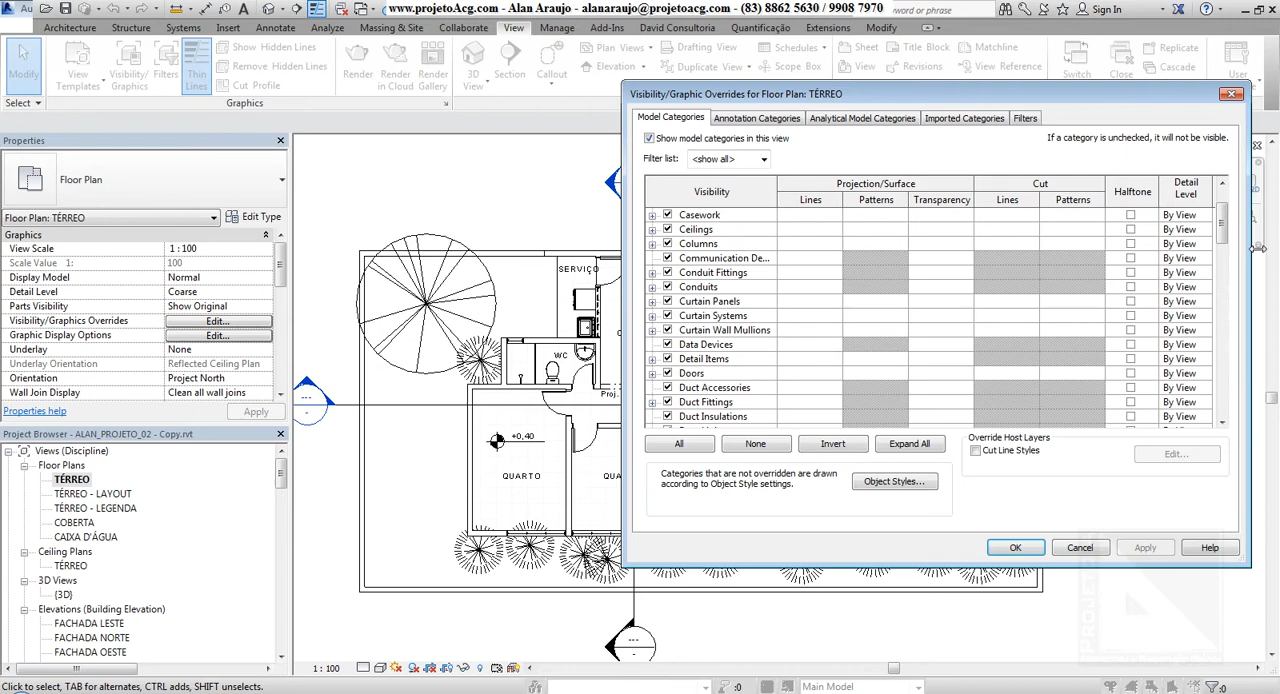 www.projetoAcg.com - Alan Araujo - alanaraujo@projetoacg.com - (83) 8862 5630 / 9908 7970
or phrase
Sign In
Architecture Structure Systems Insert Annotate Analyze Massing & Site Collaborate View Manage Add-Ins David Consultoria Quantificação Extensions Modify
Modify
View Templates
Visibility/ Graphics
Filters
Thin Lines
Show Hidden Lines
Remove Hidden Lines
Cut Profile
Render
Render in Cloud
Render Gallery
3D View
Section
Callout
Plan Views
Elevation
Drafting View
Duplicate View
Schedules
Scope Box
Sheet
View
Title Block
Revisions
Matchline
View Reference
Switch
Close
Replicate
Cascade
User
Select
Graphics
Properties
Floor Plan
Floor Plan: TÉRREO
Edit Type
Graphics
View Scale 1 : 100
Scale Value 1: 100
Display Model Normal
Detail Level Coarse
Parts Visibility Show Original
Visibility/Graphics Overrides Edit...
Graphic Display Options Edit...
Underlay None
Underlay Orientation Reflected Ceiling Plan
Orientation Project North
Wall Join Display Clean all wall joins
Properties help Apply
Project Browser - ALAN_PROJETO_02 - Copy.rvt
Views (Discipline)
Floor Plans
TÉRREO
TÉRREO - LAYOUT
TÉRREO - LEGENDA
COBERTA
CAIXA D'ÁGUA
Ceiling Plans
TÉRREO
3D Views
{3D}
Elevations (Building Elevation)
FACHADA LESTE
FACHADA NORTE
FACHADA OESTE
SERVIÇO
WC
Proj.
+0,40
QUARTO
QUA
Visibility/Graphic Overrides for Floor Plan: TÉRREO
Model Categories Annotation Categories Analytical Model Categories Imported Categories Filters
Show model categories in this view
If a category is unchecked, it will not be visible.
Filter list: <show all>
Visibility
Projection/Surface
Cut
Halftone
Detail Level
Lines Patterns Transparency Lines Patterns
Casework By View
Ceilings By View
Columns By View
Communication De... By View
Conduit Fittings By View
Conduits By View
Curtain Panels By View
Curtain Systems By View
Curtain Wall Mullions By View
Data Devices By View
Detail Items By View
Doors By View
Duct Accessories By View
Duct Fittings By View
Duct Insulations By View
All None Invert Expand All
Override Host Layers
Cut Line Styles Edit...
Categories that are not overridden are drawn
according to Object Style settings.
Object Styles...
OK Cancel Apply Help
1 : 100
Click to select, TAB for alternates, CTRL adds, SHIFT unselects.
:0
Main Model
:0